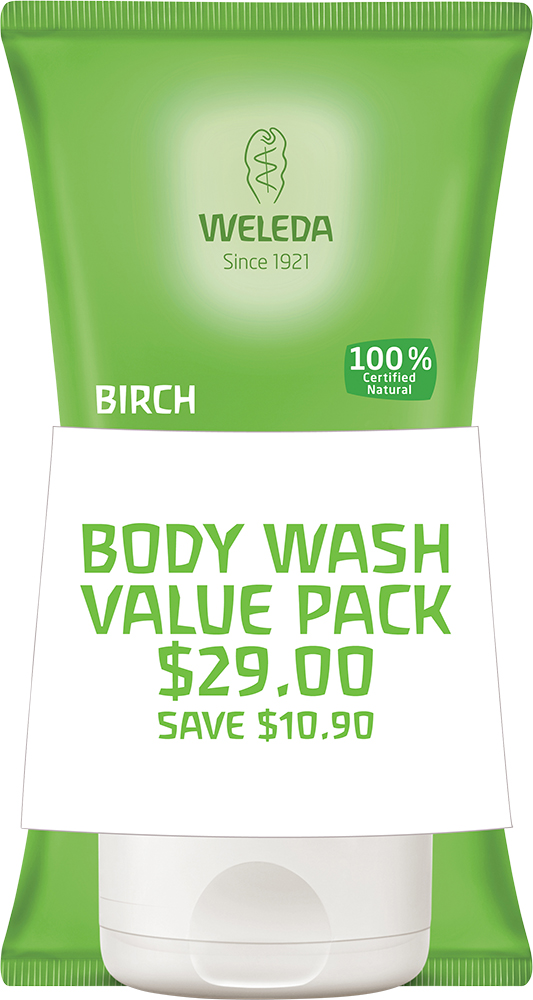 WELEDA
Since 1921
100%
Certified
Natural
BIRCH
BODY WASH
VALUE PACK
$29.00
SAVE $10.90